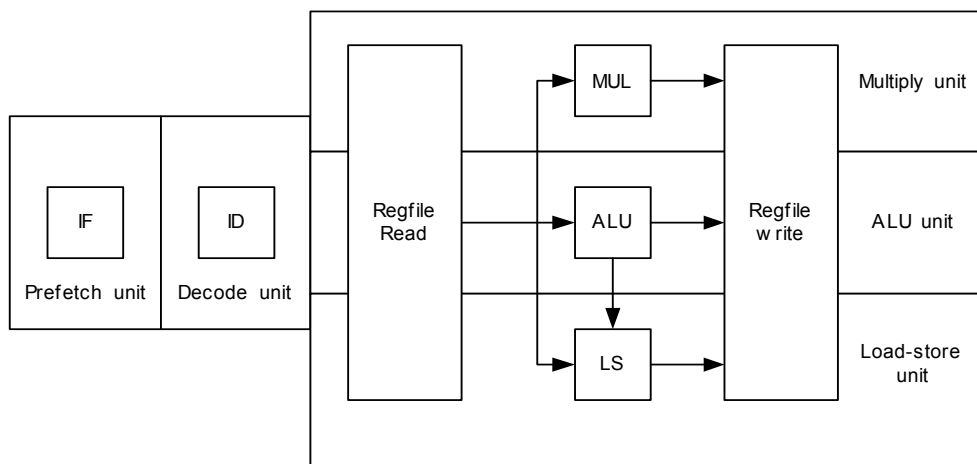 MUL
Multiply unit
IF
ID
Regfile
Read
ALU
Regfile
write
ALU unit
Prefetch unit
Decode unit
LS
Load-store
unit